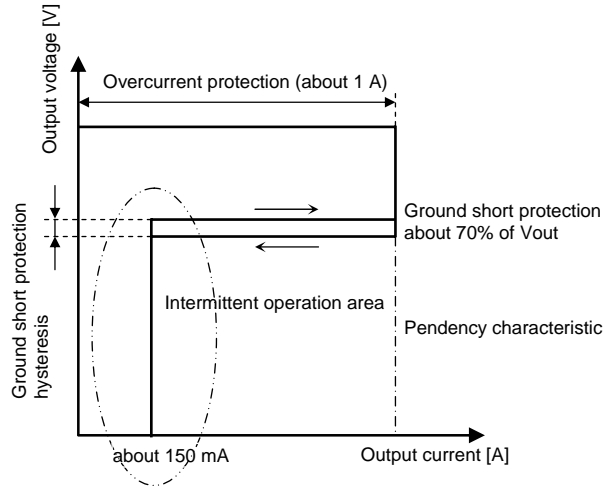 Output voltage [V]
Overcurrent protection (about 1 A)
Ground short protection
about 70% of Vout
Ground short protection
hysteresis
Intermittent operation area
Pendency characteristic
about 150 mA
Output current [A]